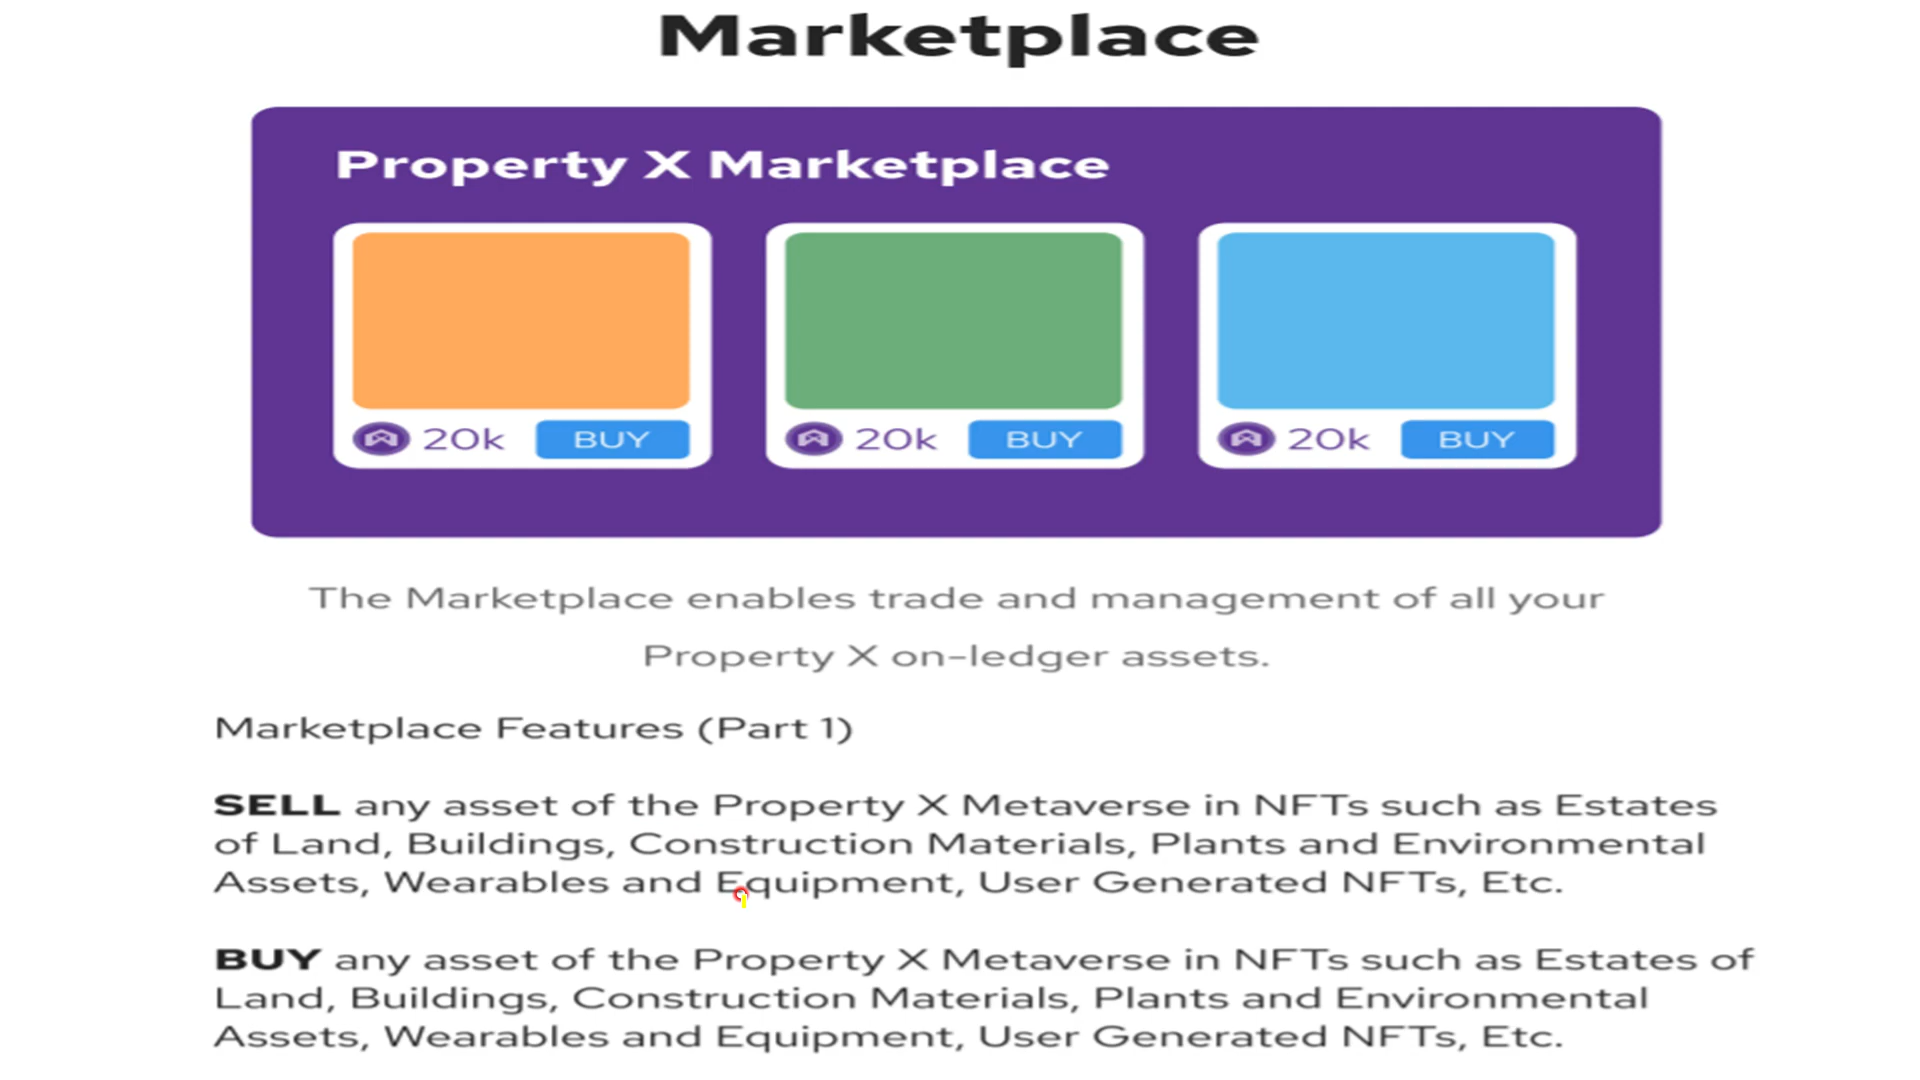 Marketplace
Property X Marketplace
20k BUY 20k BUY 20k BUY
The Marketplace enables trade and management of all your
Property X on-ledger assets.
Marketplace Features (Part 1)
SELL any asset of the Property X Metaverse in NFTs such as Estates
of Land, Buildings, Construction Materials, Plants and Environmental
Assets, Wearables and Equipment, User Generated NFTs, Etc.
BUY any asset of the Property X Metaverse in NFTs such as Estates of
Land, Buildings, Construction Materials, Plants and Environmental
Assets, Wearables and Equipment, User Generated NFTs, Etc.